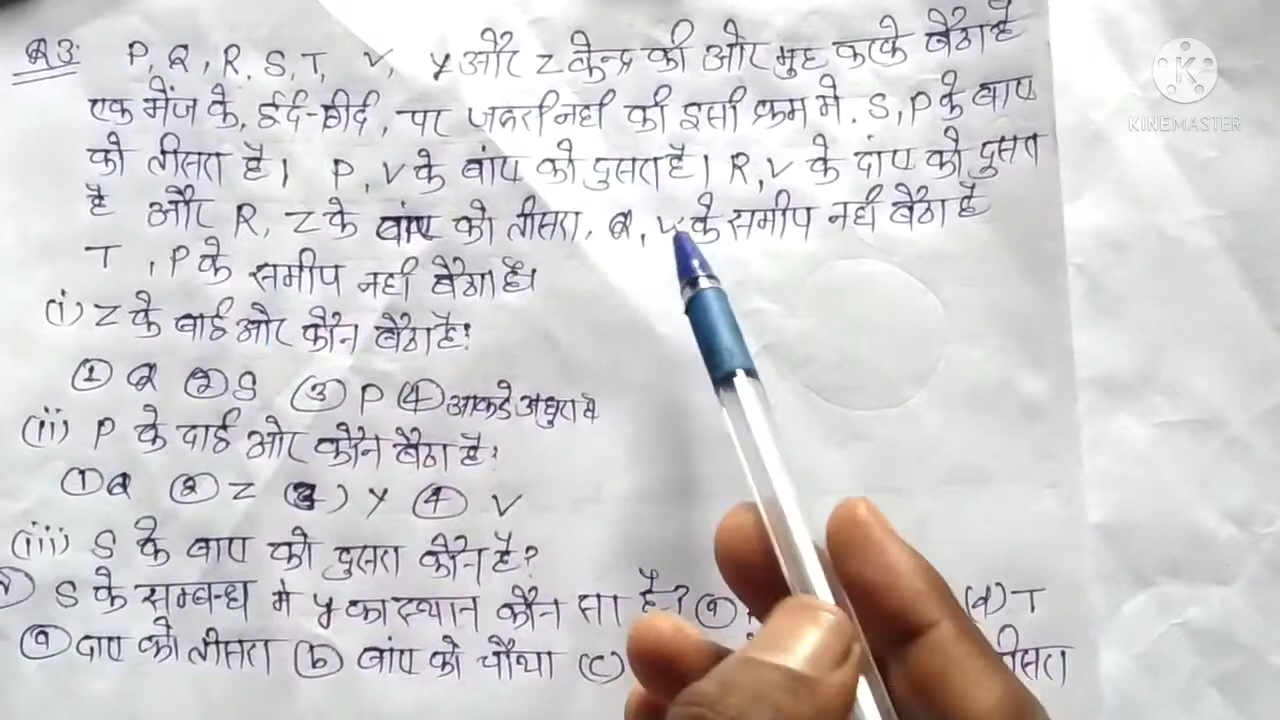 Q3. P, Q, R, S, T, V, Y और Z केन्द्र की ओर मुह करके बैठा है
एक मेंज के, ईर्द-बीर्द, पर जरुरी नही की इसी क्रम मे. S, P के बाए
को तीसरा है। P, V के बांए को दुसरा है। R, V के दांए को दुसरा
है और R, Z के बांए को तीसरा, Q, के समीप नही बैठा है
T, P के समीप नही बैठा है।
(i) Z के बाई ओर कौन बैठा है?
① Q ② S ③ P ④ आकडे अधुरा है
(ii) P के दाई ओर कौन बैठा है?
① Q ② Z ③ Y ④ V
(iii) S के बाए को दुसरा कौन है?
S के सम्बन्ध मे Y का स्थान कौन सा है? (d) T
ⓐ दाए को तीसरा ⓑ बांए को चौथा (c) तीसरा
KINEMASTER